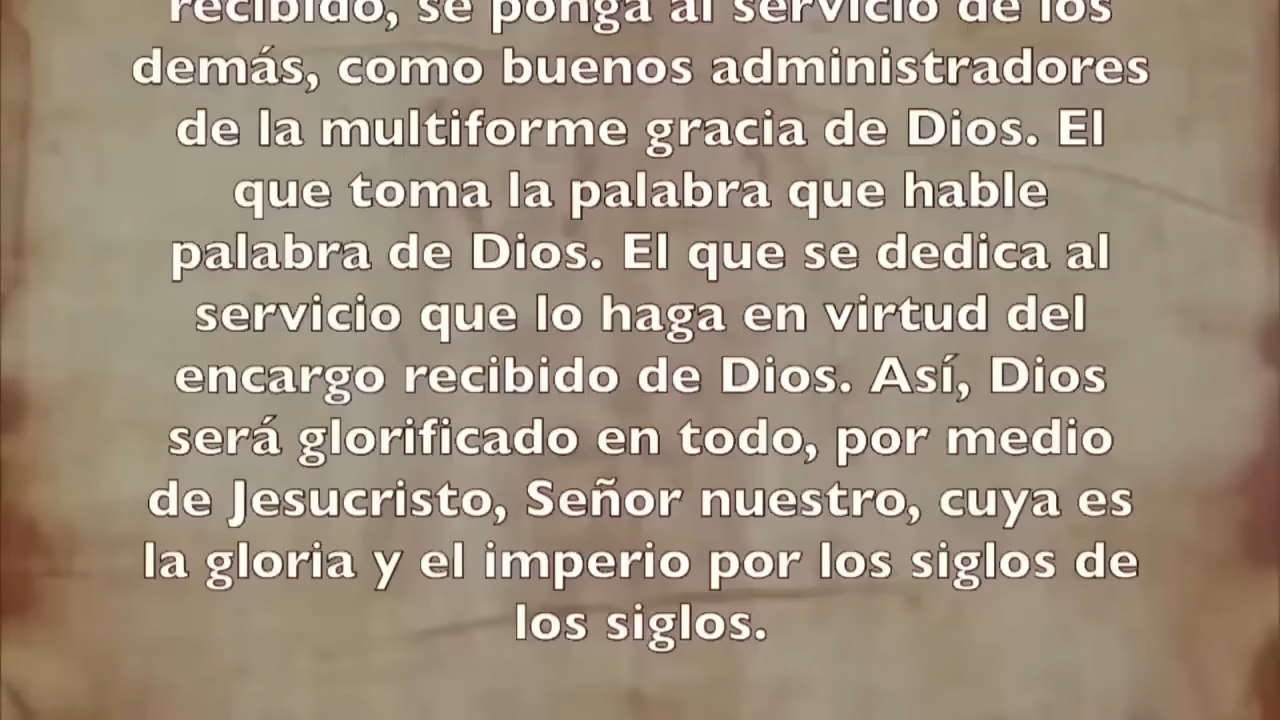 recibido, se ponga al servicio de los
demás, como buenos administradores
de la multiforme gracia de Dios. El
que toma la palabra que hable
palabra de Dios. El que se dedica al
servicio que lo haga en virtud del
encargo recibido de Dios. Así, Dios
será glorificado en todo, por medio
de Jesucristo, Señor nuestro, cuya es
la gloria y el imperio por los siglos de
los siglos.